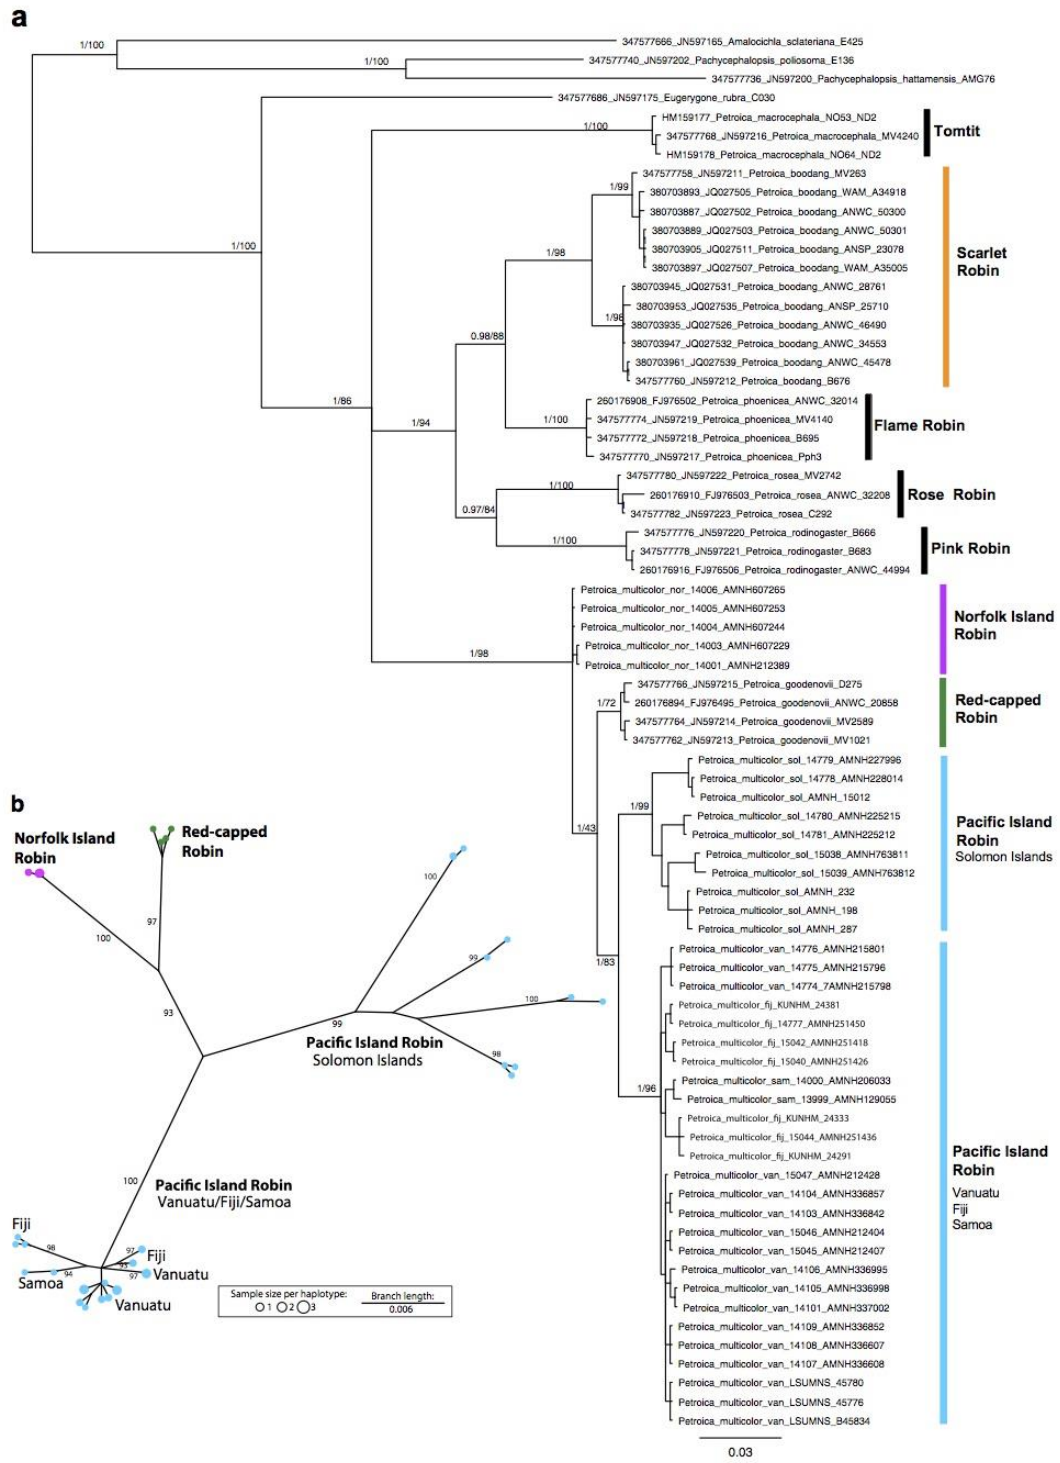 a
1/100
347577666_JN597165_Amalocichla_sclateriana_E425
1/100
347577740_JN597202_Pachycephalopsis_poliosoma_E136
347577736_JN597200_Pachycephalopsis_hattamensis_AMG76
347577686_JN597175_Eugerygone_rubra_C030
HM159177_Petroica_macrocephala_NO53_ND2
1/100
347577768_JN597216_Petroica_macrocephala_MV4240
Tomtit
HM159178_Petroica_macrocephala_NO64_ND2
347577758_JN597211_Petroica_boodang_MV263
1/99
380703893_JQ027505_Petroica_boodang_WAM_A34918
380703887_JQ027502_Petroica_boodang_ANWC_50300
380703889_JQ027503_Petroica_boodang_ANWC_50301
1/100
380703905_JQ027511_Petroica_boodang_ANSP_23078
1/98
Scarlet
Robin
380703897_JQ027507_Petroica_boodang_WAM_A35005
380703945_JQ027531_Petroica_boodang_ANWC_28761
380703953_JQ027535_Petroica_boodang_ANSP_25710
1/98
380703935_JQ027526_Petroica_boodang_ANWC_46490
0.98/88
380703947_JQ027532_Petroica_boodang_ANWC_34553
380703961_JQ027539_Petroica_boodang_ANWC_45478
347577760_JN597212_Petroica_boodang_B676
1/86
260176908_FJ976502_Petroica_phoenicea_ANWC_32014
1/94
1/100
347577774_JN597219_Petroica_phoenicea_MV4140
Flame Robin
347577772_JN597218_Petroica_phoenicea_B695
347577770_JN597217_Petroica_phoenicea_Pph3
347577780_JN597222_Petroica_rosea_MV2742
1/100
260176910_FJ976503_Petroica_rosea_ANWC_32208
Rose Robin
0.97/84
347577782_JN597223_Petroica_rosea_C292
347577776_JN597220_Petroica_rodinogaster_B666
1/100
347577778_JN597221_Petroica_rodinogaster_B683
Pink Robin
260176916_FJ976506_Petroica_rodinogaster_ANWC_44994
Petroica_multicolor_nor_14006_AMNH607265
Petroica_multicolor_nor_14005_AMNH607253
Norfolk Island
Robin
Petroica_multicolor_nor_14004_AMNH607244
Petroica_multicolor_nor_14003_AMNH607229
1/98
Petroica_multicolor_nor_14001_AMNH212389
347577766_JN597215_Petroica_goodenovii_D275
1/72
260176894_FJ976495_Petroica_goodenovii_ANWC_20858
Red-capped
Robin
347577764_JN597214_Petroica_goodenovii_MV2589
347577762_JN597213_Petroica_goodenovii_MV1021
Petroica_multicolor_sol_14779_AMNH227996
Petroica_multicolor_sol_14778_AMNH228014
Petroica_multicolor_sol_AMNH_15012
1/99
Petroica_multicolor_sol_14780_AMNH225215
1/43
Petroica_multicolor_sol_14781_AMNH225212
Pacific Island
Robin
Solomon Islands
Petroica_multicolor_sol_15038_AMNH763811
Petroica_multicolor_sol_15039_AMNH763812
Petroica_multicolor_sol_AMNH_232
Petroica_multicolor_sol_AMNH_198
Petroica_multicolor_sol_AMNH_287
Petroica_multicolor_van_14776_AMNH215801
1/83
Petroica_multicolor_van_14775_AMNH215796
Petroica_multicolor_van_14774_7AMNH215798
Petroica_multicolor_fij_KUNHM_24381
Petroica_multicolor_fij_14777_AMNH251450
Petroica_multicolor_fij_15042_AMNH251418
Petroica_multicolor_fij_15040_AMNH251426
Petroica_multicolor_sam_14000_AMNH206033
1/96
Petroica_multicolor_sam_13999_AMNH129055
Petroica_multicolor_fij_KUNHM_24333
Petroica_multicolor_fij_15044_AMNH251436
Petroica_multicolor_fij_KUNHM_24291
Pacific Island
Robin
Vanuatu
Fiji
Samoa
Petroica_multicolor_van_15047_AMNH212428
Petroica_multicolor_van_14104_AMNH336857
Petroica_multicolor_van_14103_AMNH336842
Petroica_multicolor_van_15046_AMNH212404
Petroica_multicolor_van_15045_AMNH212407
Petroica_multicolor_van_14106_AMNH336995
Petroica_multicolor_van_14105_AMNH336998
Petroica_multicolor_van_14101_AMNH337002
Petroica_multicolor_van_14109_AMNH336852
Petroica_multicolor_van_14108_AMNH336607
Petroica_multicolor_van_14107_AMNH336608
Petroica_multicolor_van_LSUMNS_45780
Petroica_multicolor_van_LSUMNS_45776
Petroica_multicolor_van_LSUMNS_B45834
0.03
b
Norfolk Island
Robin
Red-capped
Robin
100
97
100
99
93
100
99
Pacific Island Robin
Solomon Islands
98
100
Pacific Island Robin
Vanuatu/Fiji/Samoa
Fiji
98
97
Fiji
93
94
97
Vanuatu
Samoa
Vanuatu
Sample size per haplotype:
1 2 3
Branch length:
0.006